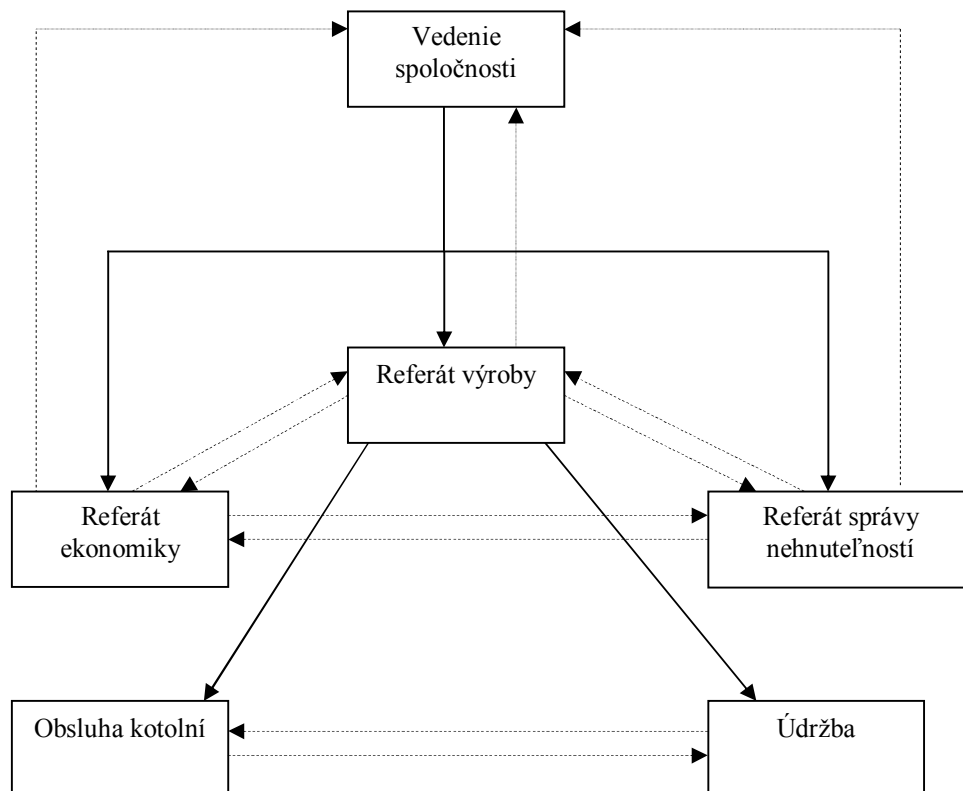 Vedenie
spoločnosti
Referát výroby
Referát
ekonomiky
Referát správy
nehnuteľností
Obsluha kotolní
Údržba